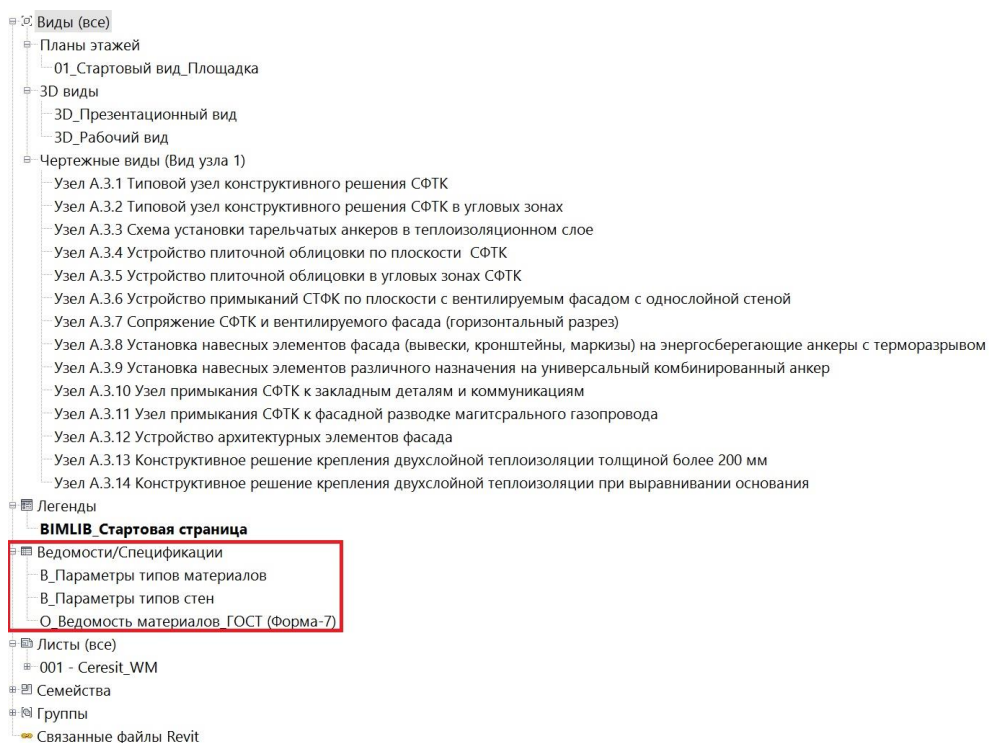 Виды (все)
Планы этажей
01_Стартовый вид_Площадка
3D виды
3D_Презентационный вид
3D_Рабочий вид
Чертежные виды (Вид узла 1)
Узел А.3.1 Типовой узел конструктивного решения СФТК
Узел А.3.2 Типовой узел конструктивного решения СФТК в угловых зонах
Узел А.3.3 Схема установки тарельчатых анкеров в теплоизоляционном слое
Узел А.3.4 Устройство плиточной облицовки по плоскости  СФТК
Узел А.3.5 Устройство плиточной облицовки в угловых зонах СФТК
Узел А.3.6 Устройство примыканий СТФК по плоскости с вентилируемым фасадом с однослойной стеной
Узел А.3.7 Сопряжение СФТК и вентилируемого фасада (горизонтальный разрез)
Узел А.3.8 Установка навесных элементов фасада (вывески, кронштейны, маркизы) на энергосберегающие анкеры с терморазрывом
Узел А.3.9 Установка навесных элементов различного назначения на универсальный комбинированный анкер
Узел А.3.10 Узел примыкания СФТК к закладным деталям и коммуникациям
Узел А.3.11 Узел примыкания СФТК к фасадной разводке магитсрального газопровода
Узел А.3.12 Устройство архитектурных элементов фасада
Узел А.3.13 Конструктивное решение крепления двухслойной теплоизоляции толщиной более 200 мм
Узел А.3.14 Конструктивное решение крепления двухслойной теплоизоляции при выравнивании основания
Легенды
BIMLIB_Стартовая страница
Ведомости/Спецификации
В_Параметры типов материалов
В_Параметры типов стен
О_Ведомость материалов_ГОСТ (Форма-7)
Листы (все)
001 - Ceresit_WM
Семейства
Группы
Связанные файлы Revit